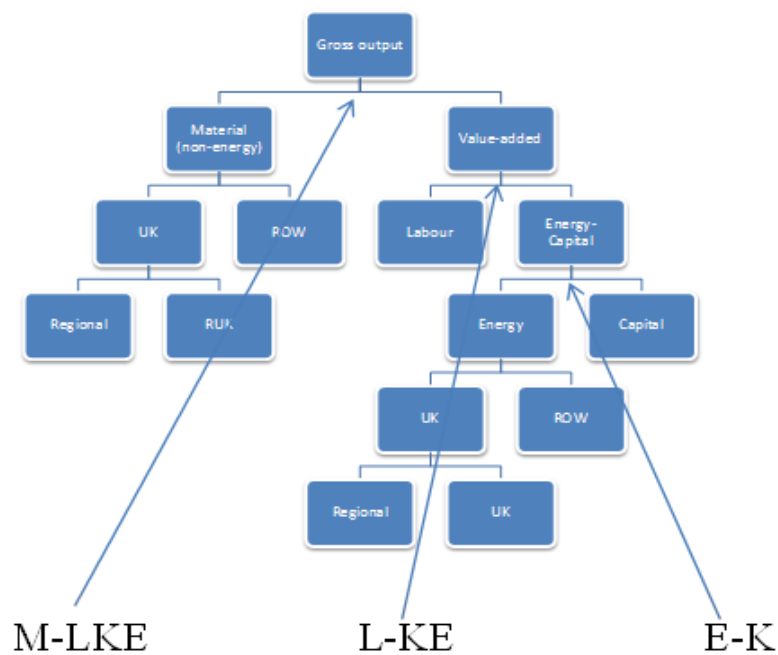 Gross output
Material
(non-energy)
Value-added
UK
ROW
Labour
Energy-
Capital
Regional
RUK
Energy
Capital
UK
ROW
Regional
UK
M-LKE
L-KE
E-K